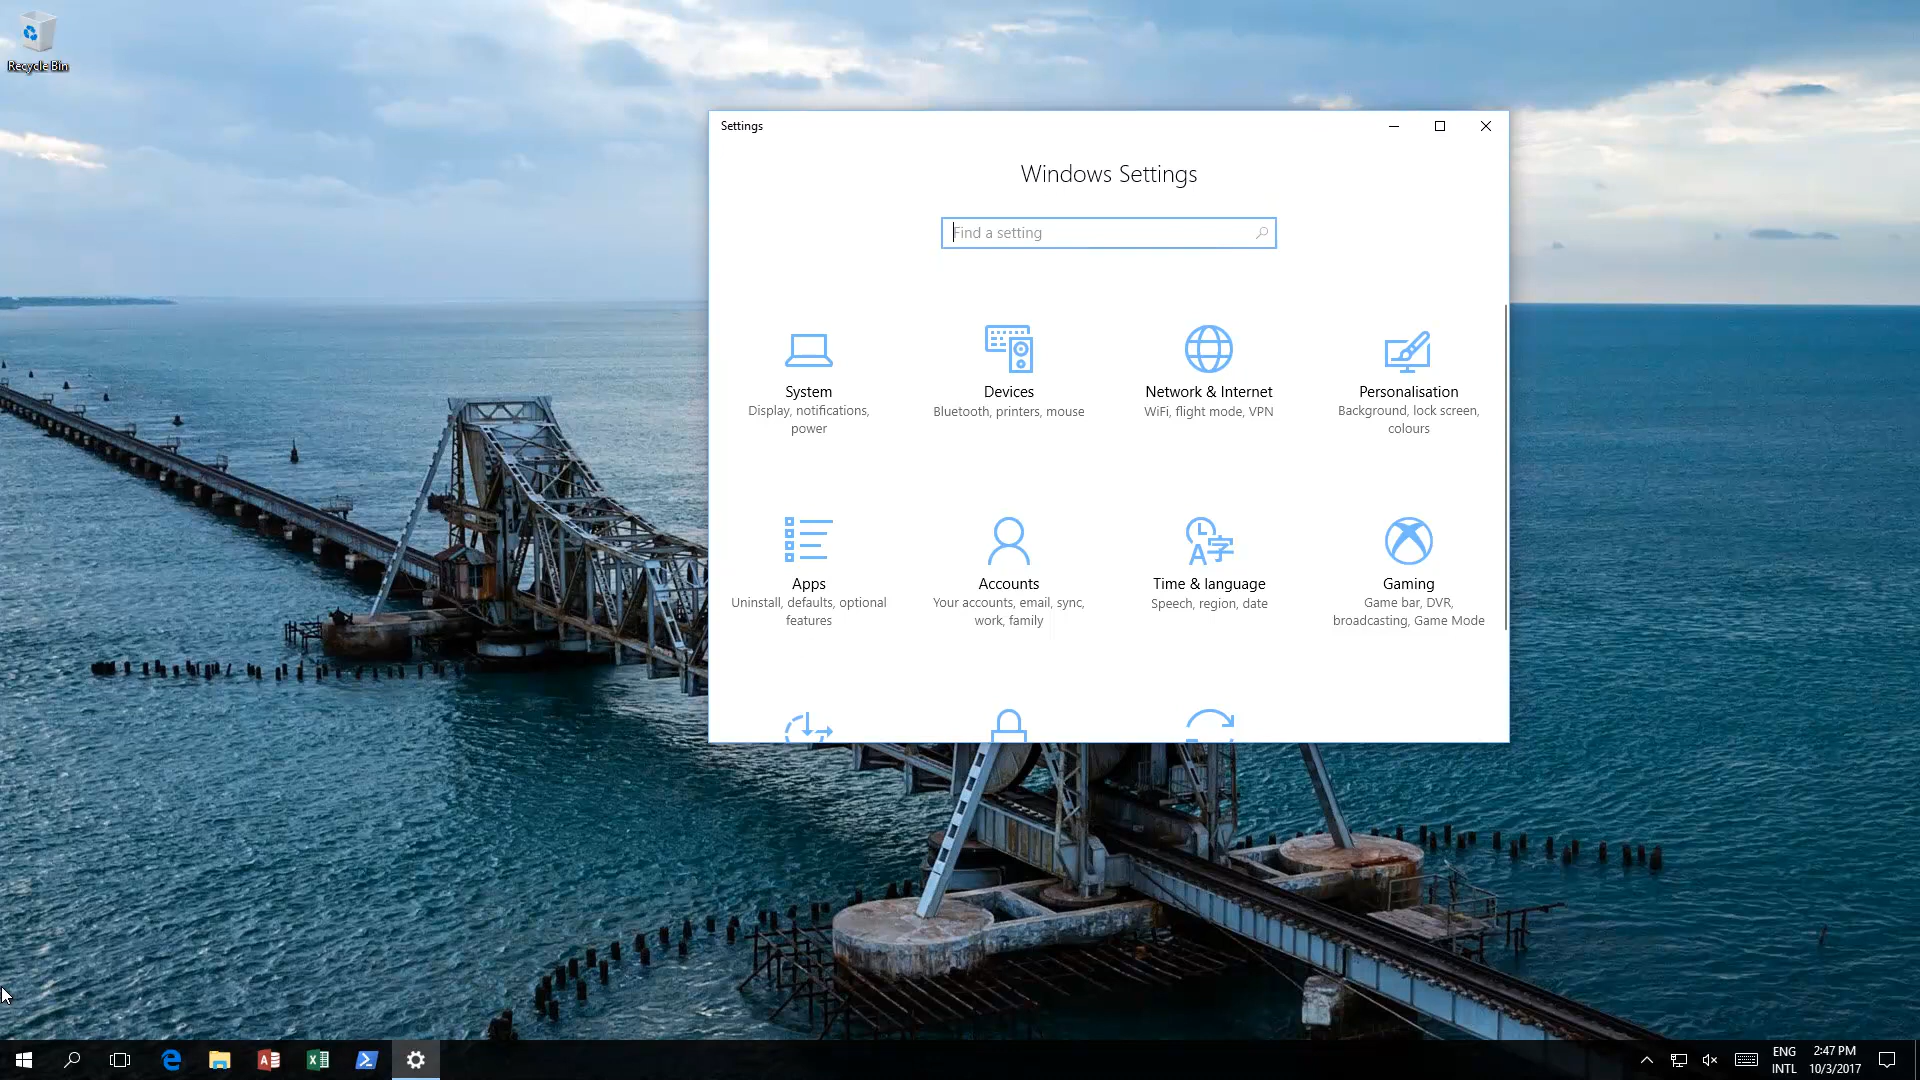 Recycle Bin
Settings
Windows Settings
Find a setting
System
Display, notifications,
power
Devices
Bluetooth, printers, mouse
Network & Internet
WiFi, flight mode, VPN
Personalisation
Background, lock screen,
colours
Apps
Uninstall, defaults, optional
features
Accounts
Your accounts, email, sync,
work, family
Time & language
Speech, region, date
Gaming
Game bar, DVR,
broadcasting, Game Mode
ENG
INTL
2:47 PM
10/3/2017